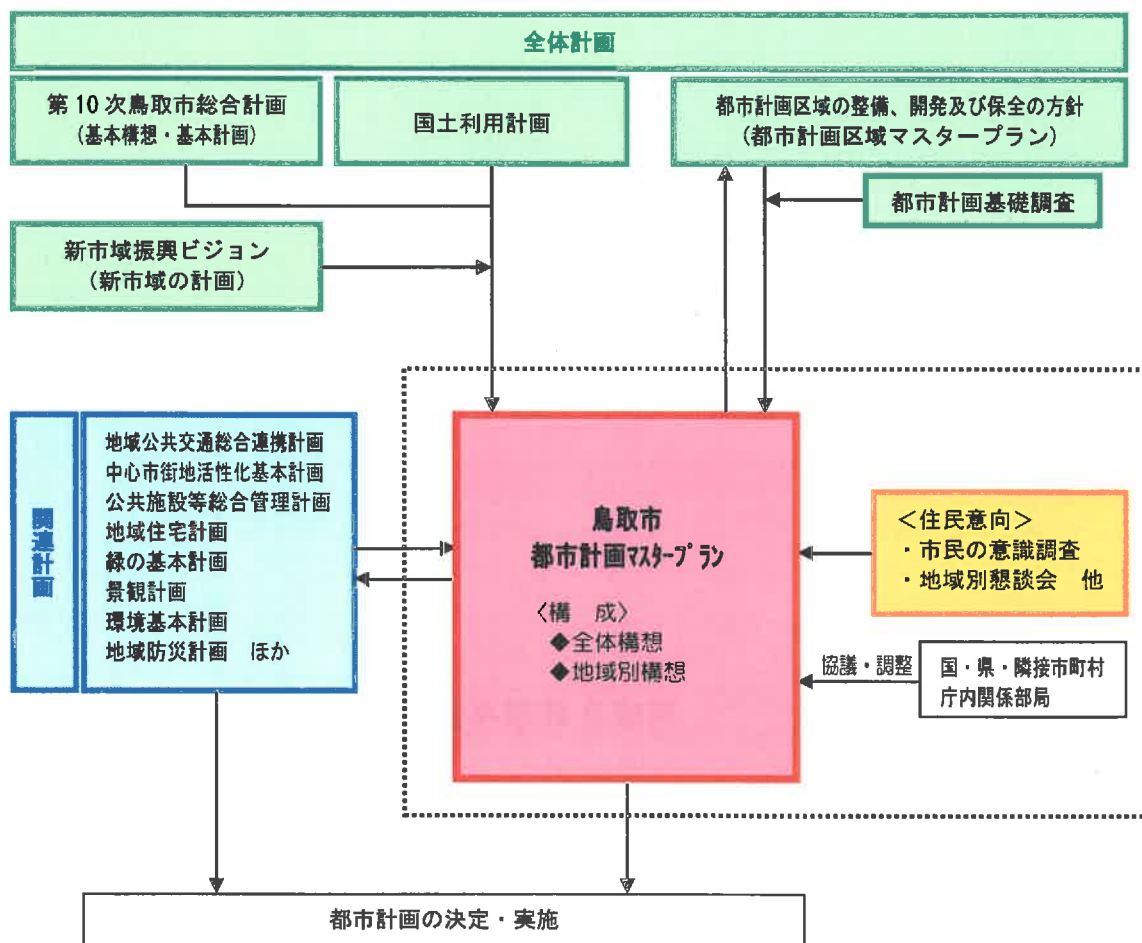 全体計画
第10次鳥取市総合計画
(基本構想・基本計画)
国土利用計画
都市計画区域の整備、開発及び保全の方針
(都市計画区域マスタープラン)
都市計画基礎調査
新市域振興ビジョン
(新市域の計画)
関連計画
地域公共交通総合連携計画
中心市街地活性化基本計画
公共施設等総合管理計画
地域住宅計画
緑の基本計画
景観計画
環境基本計画
地域防災計画 ほか
鳥取市
都市計画マスタープラン
〈構 成〉
◆全体構想
◆地域別構想
＜住民意向＞
・市民の意識調査
・地域別懇談会 他
協議・調整
国・県・隣接市町村
庁内関係部局
都市計画の決定・実施